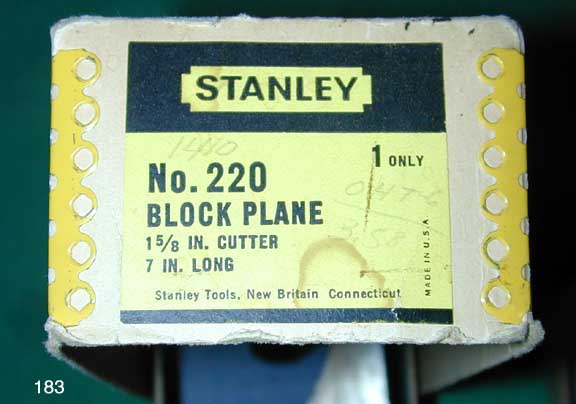 STANLEY
1 ONLY
No. 220
BLOCK PLANE
1 5/8 IN. CUTTER
7 IN. LONG
MADE IN U.S.A.
Stanley Tools, New Britain Connecticut
183